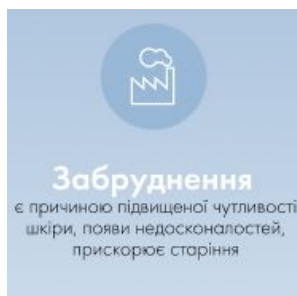 Забруднення
є причиною підвищеної чутливості
шкіри, появи недосконалостей,
прискорює старіння